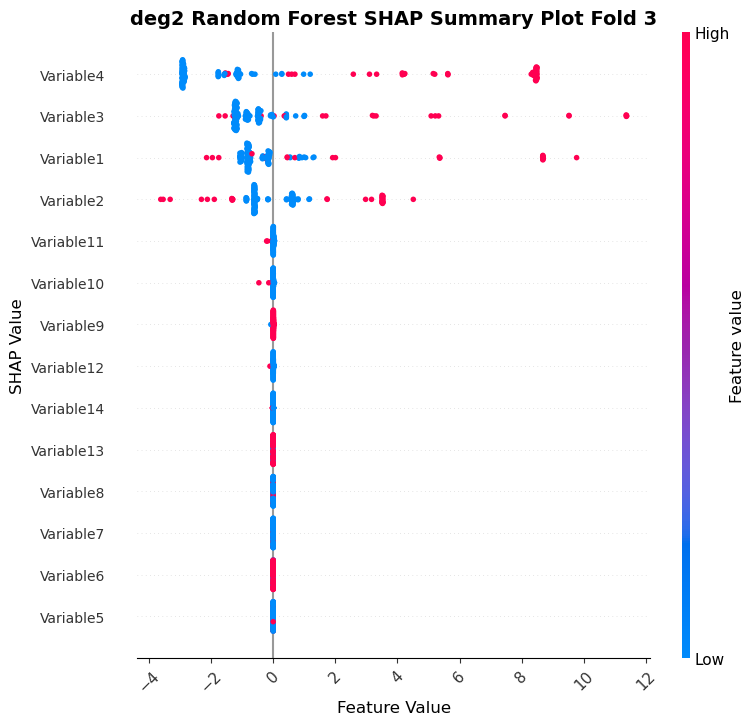 deg2 Random Forest SHAP Summary Plot Fold 3
High
Variable4
Variable3
Variable1
Variable2
Variable11
Variable10
Variable9
Variable12
Variable14
Variable13
Variable8
Variable7
Variable6
Variable5
SHAP Value
Feature value
Low
−4
−2
0
2
4
6
8
10
12
Feature Value